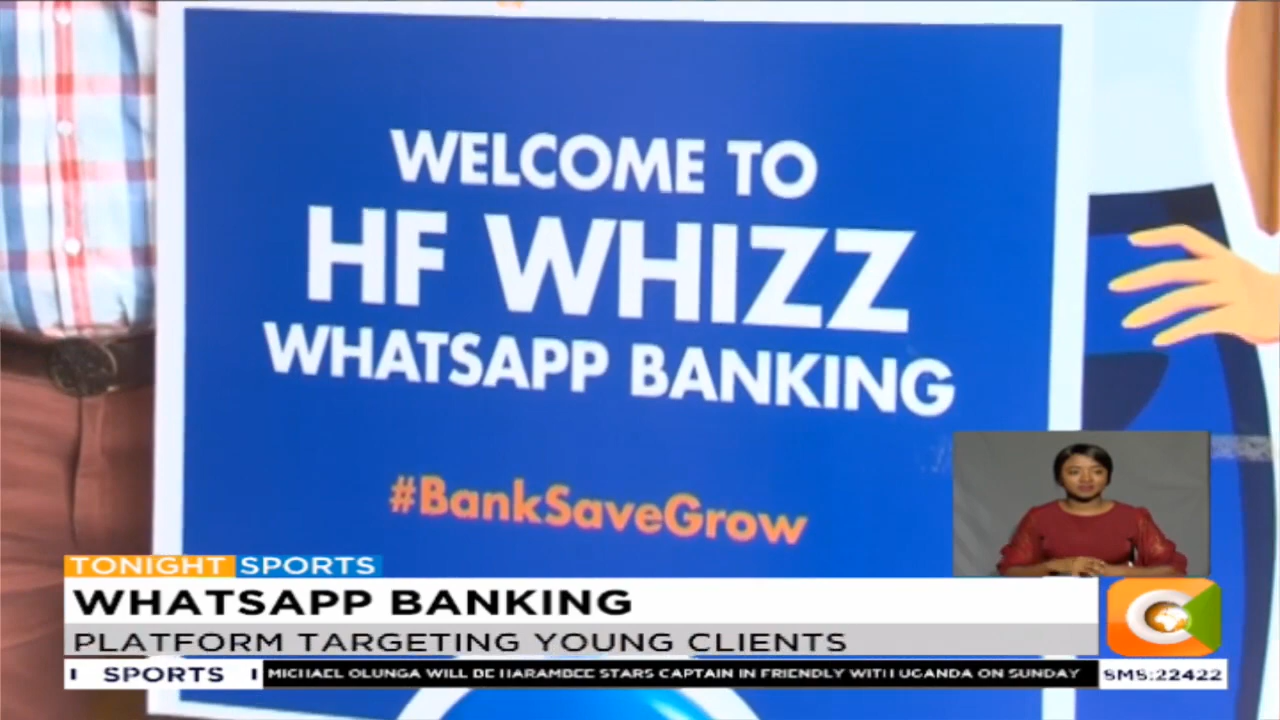 WELCOME TO
HF WHIZZ
WHATSAPP BANKING
#BankSaveGrow
TONIGHT SPORTS
WHATSAPP BANKING
PLATFORM TARGETING YOUNG CLIENTS
SPORTS MICHAEL OLUNGA WILL BE HARAMBEE STARS CAPTAIN IN FRIENDLY WITH UGANDA ON SUNDAY SMS:22422